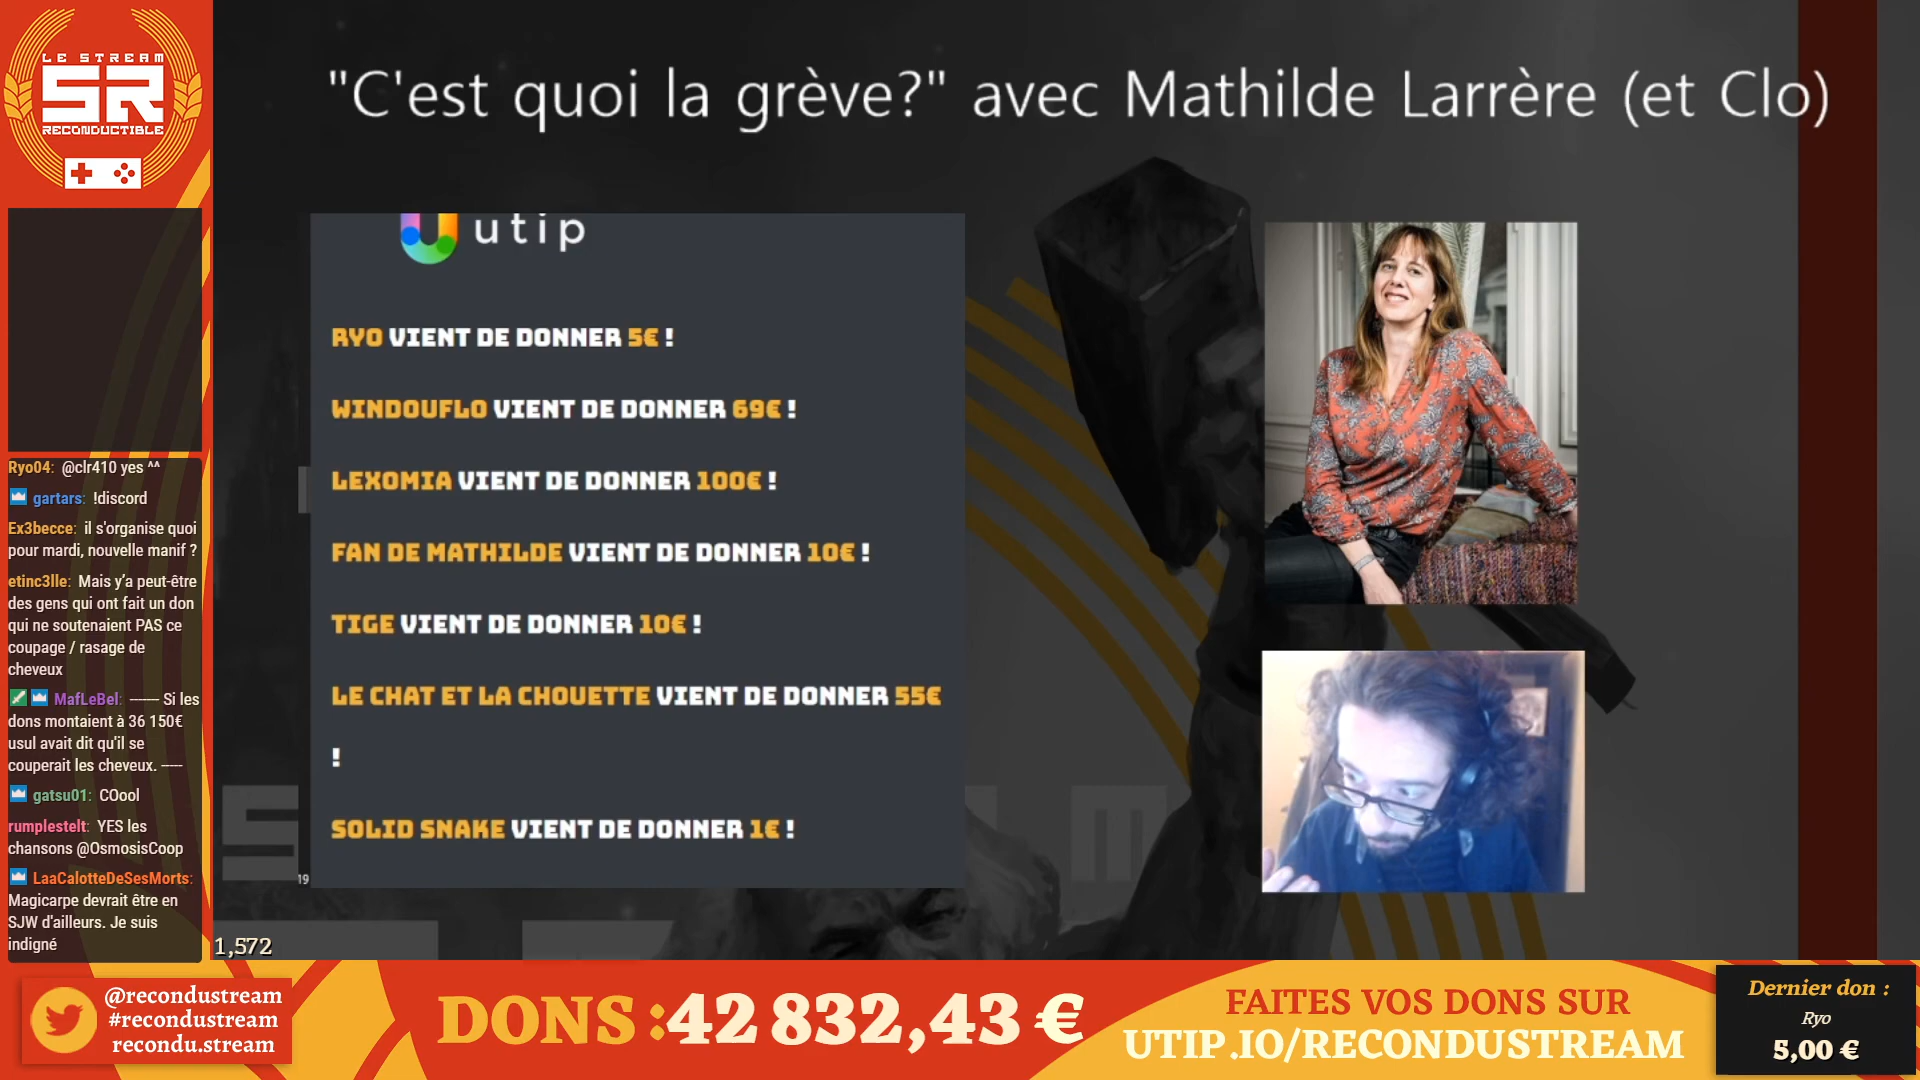 LE STREAM
SR
RECONDUCTIBLE
"C'est quoi la grève?" avec Mathilde Larrère (et Clo)
utip
RYO VIENT DE DONNER 5€ !
WINDOUFLO VIENT DE DONNER 69€ !
LEXOMIA VIENT DE DONNER 100€ !
FAN DE MATHILDE VIENT DE DONNER 10€ !
TIGE VIENT DE DONNER 10€ !
LE CHAT ET LA CHOUETTE VIENT DE DONNER 55€
!
SOLID SNAKE VIENT DE DONNER 1€ !
19
Ryo04: @clr410 yes ^^
gartars: !discord
Ex3becce: il s'organise quoi
pour mardi, nouvelle manif ?
etinc3lle: Mais y'a peut-être
des gens qui ont fait un don
qui ne soutenaient PAS ce
coupage / rasage de
cheveux
MafLeBel: ------- Si les
dons montaient à 36 150€
usul avait dit qu'il se
couperait les cheveux. -----
gatsu01: COool
rumplestelt: YES les
chansons @OsmosisCoop
LaaCalotteDeSesMorts:
Magicarpe devrait être en
SJW d'ailleurs. Je suis
indigné
1,572
@recondustream
#recondustream
recondu.stream
DONS :42 832,43 €
FAITES VOS DONS SUR
UTIP.IO/RECONDUSTREAM
Dernier don :
Ryo
5,00 €